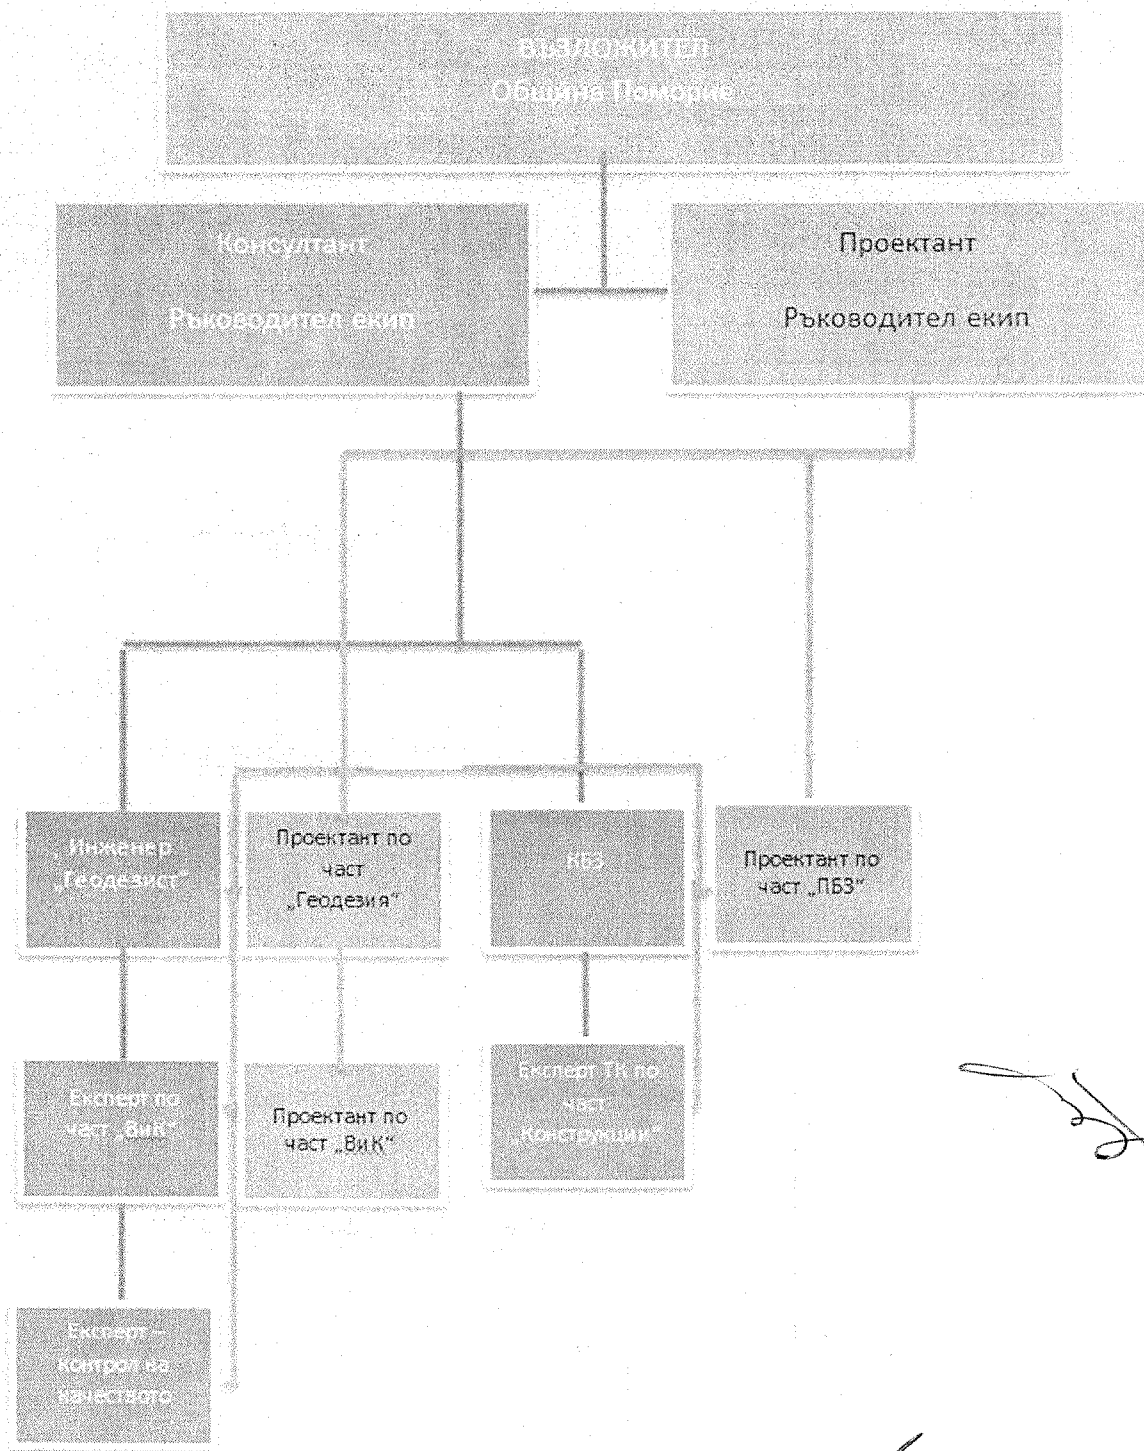 ВЪЗЛОЖИТЕЛ
Община Поморие
Консултант
Ръководител екип
Проектант
Ръководител екип
Инженер
„Геодезист“
Проектант по
част
„Геодезия“
КБЗ
Проектант по
част „ПБЗ“
Експерт по
част „ВиК“
Проектант по
част „ВиК“
Експерт ТК по
част
Конструкции
Експерт –
контрол на
качеството